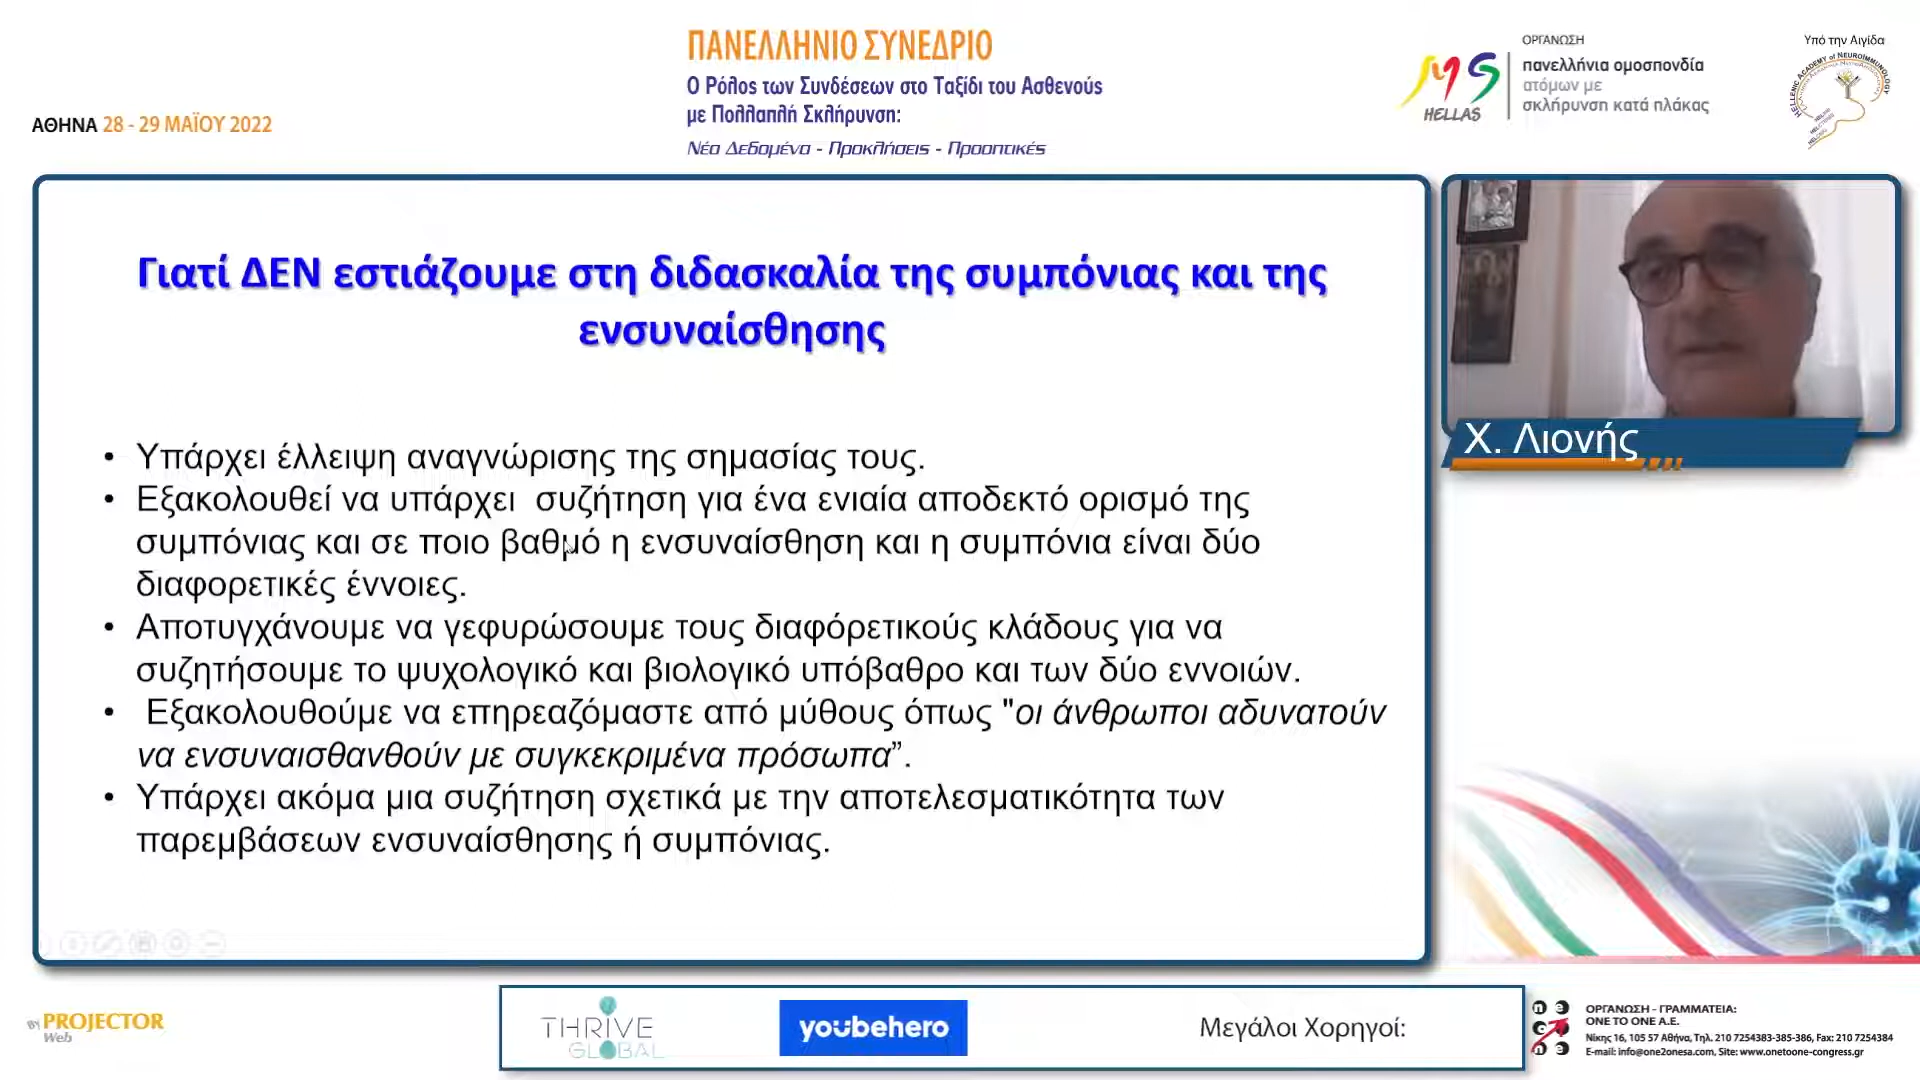 ΠΑΝΕΛΛΗΝΙΟ ΣΥΝΕΔΡΙΟ
Ο Ρόλος των Συνδέσεων στο Ταξίδι του Ασθενούς
με Πολλαπλή Σκλήρυνση:
Νέα Δεδομένα - Προκλήσεις - Προοπτικές
ΑΘΗΝΑ 28 - 29 ΜΑΪΟΥ 2022
MS
HELLAS
ΟΡΓΑΝΩΣΗ
πανελλήνια ομοσπονδία
ατόμων με
σκλήρυνση κατά πλάκας
Υπό την Αιγίδα
HELLENIC ACADEMY of NEUROIMMUNOLOGY
Γιατί ΔΕΝ εστιάζουμε στη διδασκαλία της συμπόνιας και της
ενσυναίσθησης
• Υπάρχει έλλειψη αναγνώρισης της σημασίας τους.
• Εξακολουθεί να υπάρχει συζήτηση για ένα ενιαία αποδεκτό ορισμό της
συμπόνιας και σε ποιο βαθμό η ενσυναίσθηση και η συμπόνια είναι δύο
διαφορετικές έννοιες.
• Αποτυγχάνουμε να γεφυρώσουμε τους διαφόρετικούς κλάδους για να
συζητήσουμε το ψυχολογικό και βιολογικό υπόβαθρο και των δύο εννοιών.
• Εξακολουθούμε να επηρεαζόμαστε από μύθους όπως "οι άνθρωποι αδυνατούν
να ενσυναισθανθούν με συγκεκριμένα πρόσωπα”.
• Υπάρχει ακόμα μια συζήτηση σχετικά με την αποτελεσματικότητα των
παρεμβάσεων ενσυναίσθησης ή συμπόνιας.
Χ. Λιονής
BY PROJECTOR
Web
THRIVE
GLOBAL
youbehero
Μεγάλοι Χορηγοί:
ΟΡΓΑΝΩΣΗ - ΓΡΑΜΜΑΤΕΙΑ:
ONE TO ONE A.E.
Νίκης 16, 105 57 Αθήνα, Τηλ. 210 7254383-385-386, Fax: 210 7254384
E-mail: info@one2onesa.com, Site: www.onetoone-congress.gr